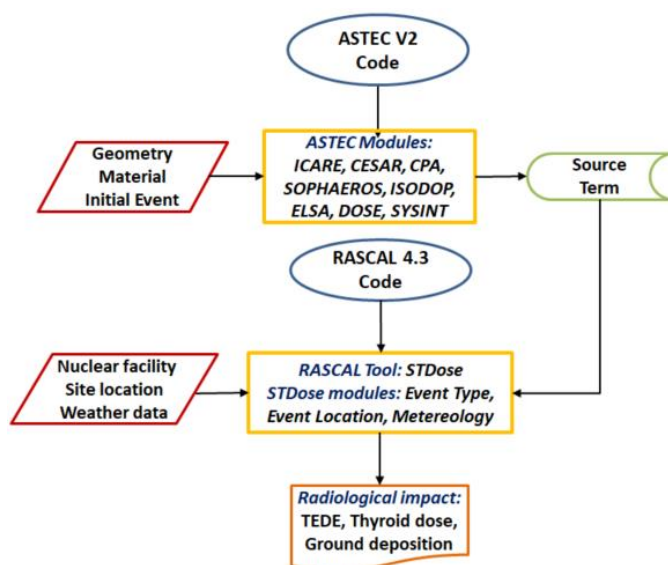 ASTEC V2
Code
ASTEC Modules:
ICARE, CESAR, CPA,
SOPHAEROS, ISODOP,
ELSA, DOSE, SYSINT
Geometry
Material
Initial Event
Source
Term
RASCAL 4.3
Code
Nuclear facility
Site location
Weather data
RASCAL Tool: STDose
STDose modules: Event Type,
Event Location, Metereology
Radiological impact:
TEDE, Thyroid dose,
Ground deposition